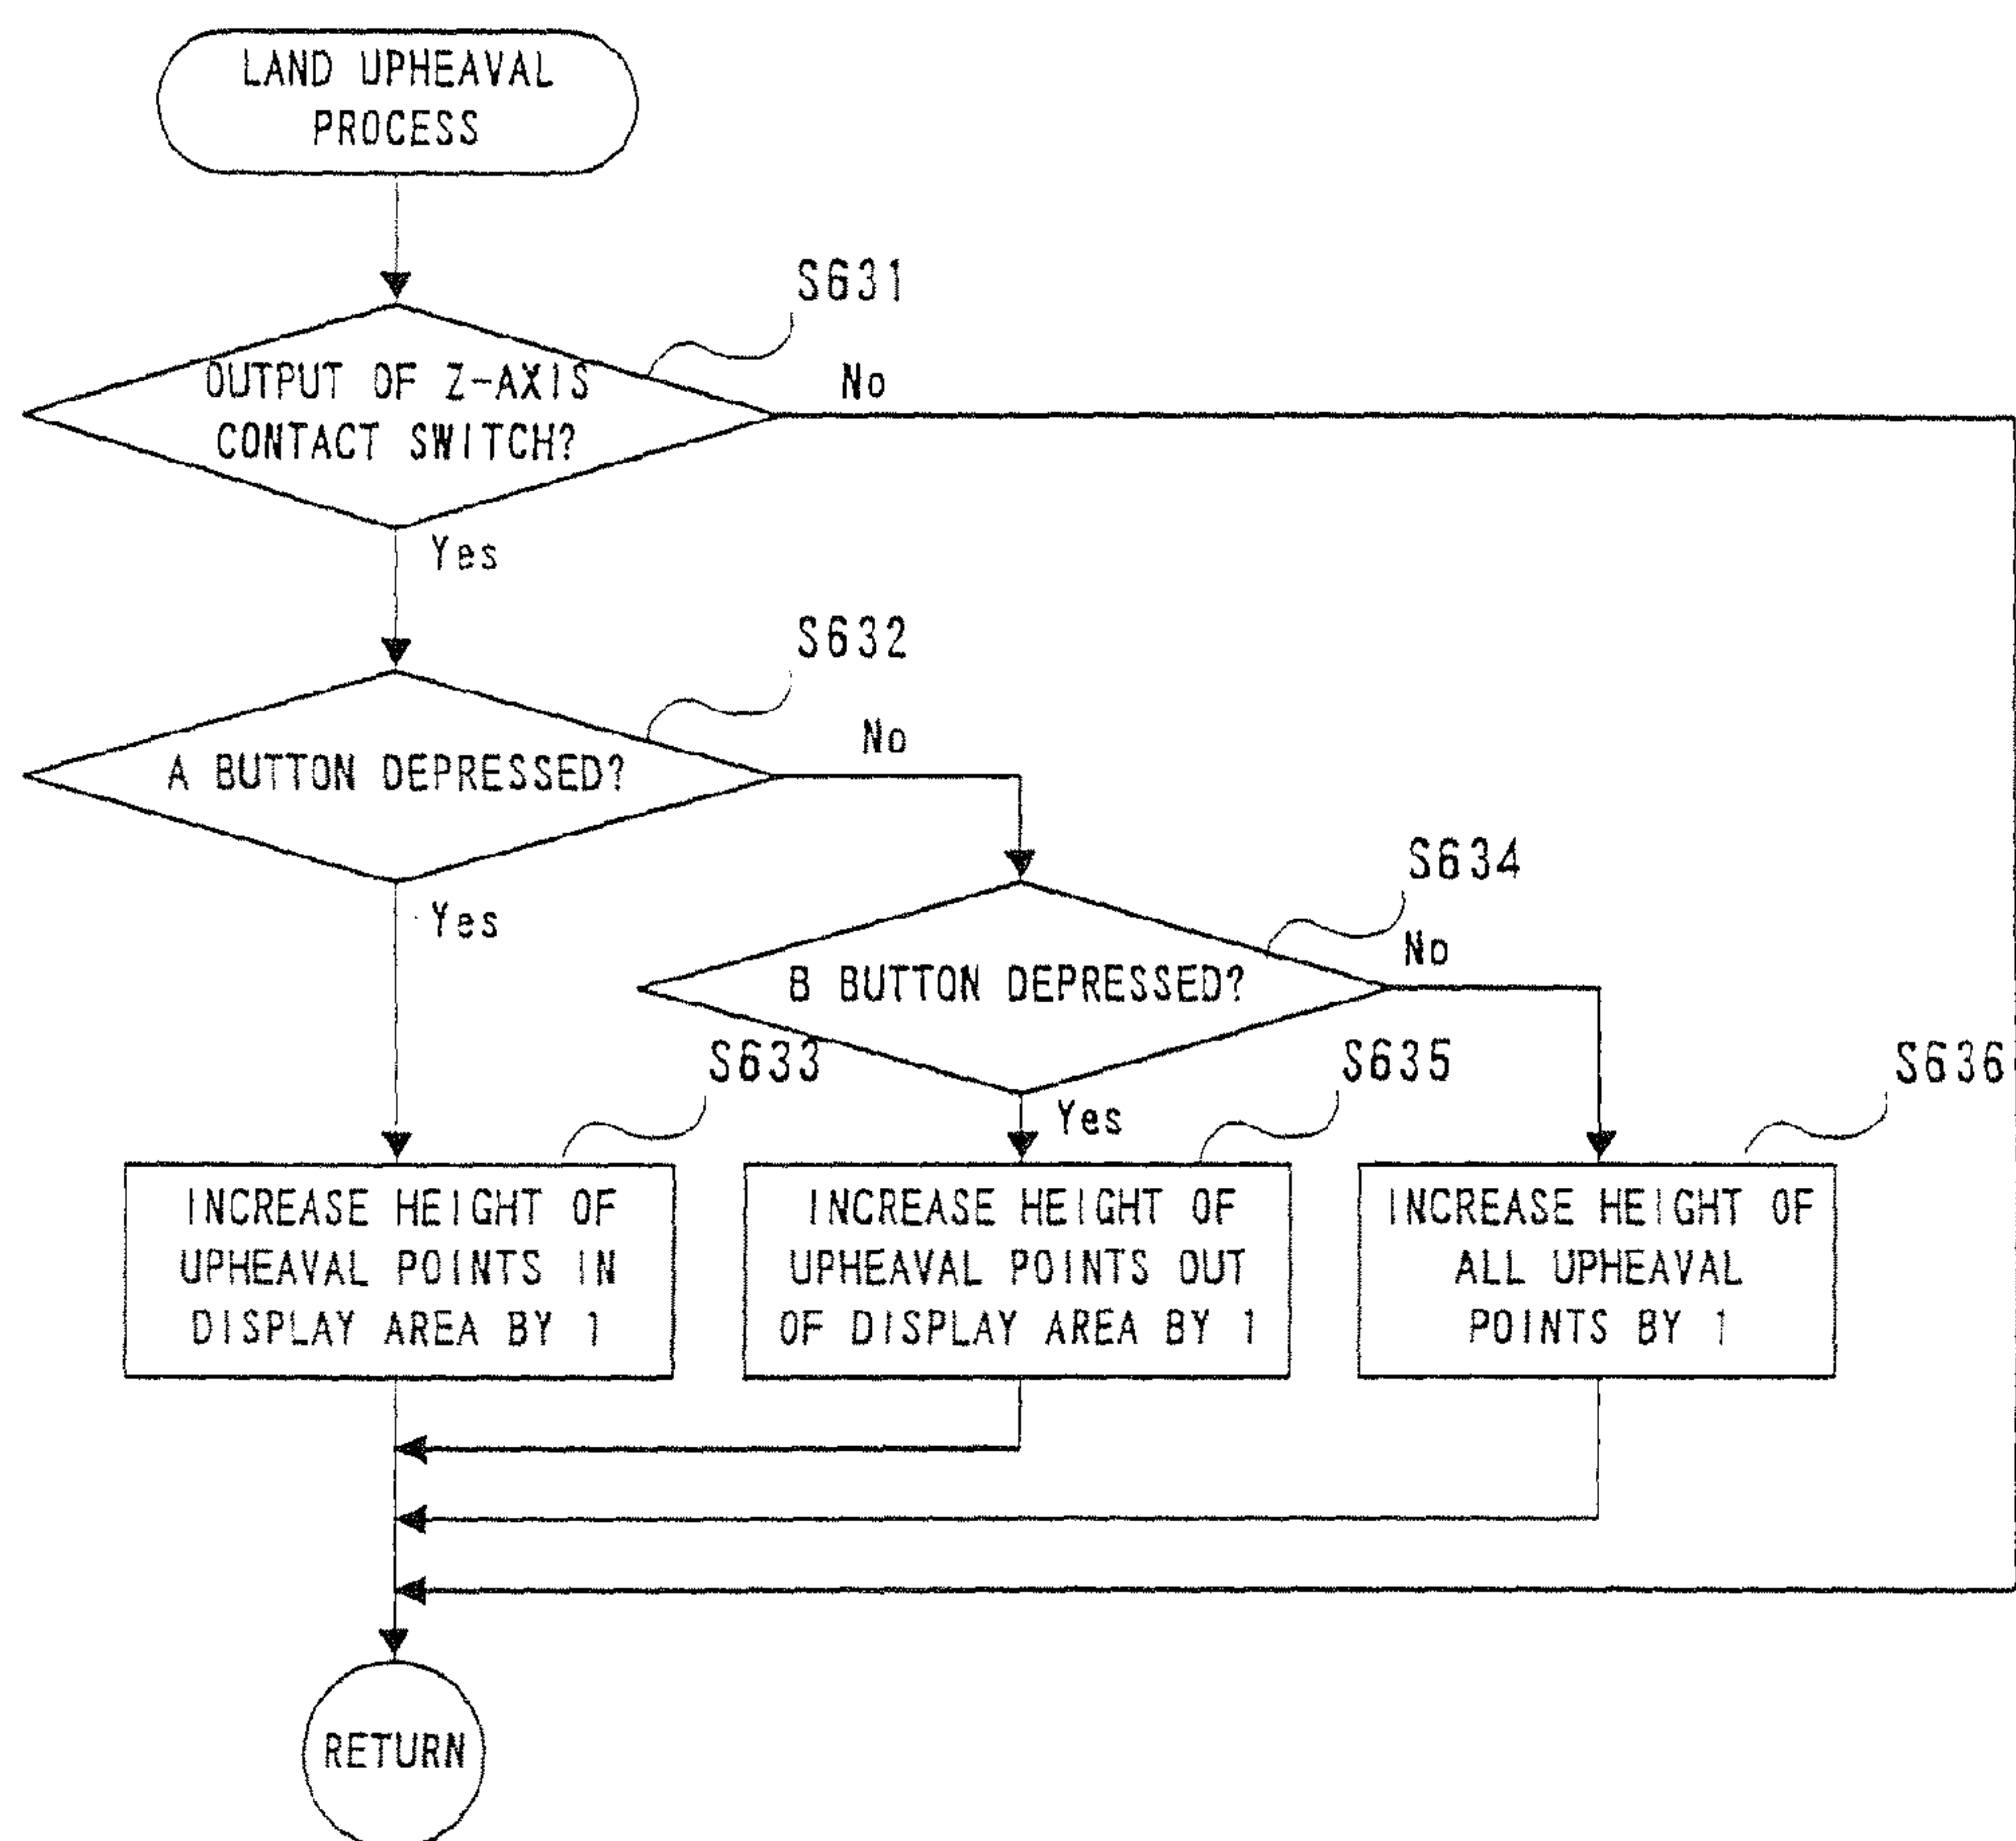 LAND UPHEAVAL
PROCESS
S631
OUTPUT OF Z-AXIS
CONTACT SWITCH?
No
Yes
S632
A BUTTON DEPRESSED?
No
Yes
S634
B BUTTON DEPRESSED?
No
Yes
S633
INCREASE HEIGHT OF
UPHEAVAL POINTS IN
DISPLAY AREA BY 1
S635
INCREASE HEIGHT OF
UPHEAVAL POINTS OUT
OF DISPLAY AREA BY 1
S636
INCREASE HEIGHT OF
ALL UPHEAVAL
POINTS BY 1
RETURN